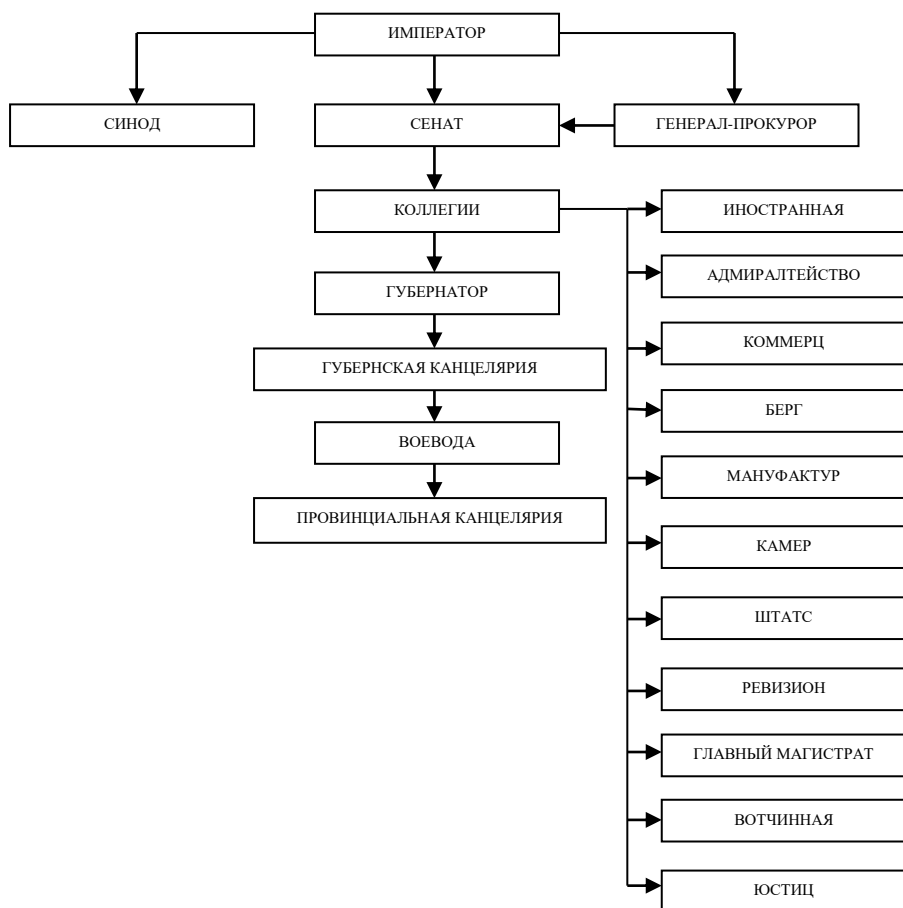 ИМПЕРАТОР
СИНОД
СЕНАТ
ГЕНЕРАЛ-ПРОКУРОР
КОЛЛЕГИИ
ИНОСТРАННАЯ
АДМИРАЛТЕЙСТВО
ГУБЕРНАТОР
КОММЕРЦ
ГУБЕРНСКАЯ КАНЦЕЛЯРИЯ
БЕРГ
ВОЕВОДА
МАНУФАКТУР
ПРОВИНЦИАЛЬНАЯ КАНЦЕЛЯРИЯ
КАМЕР
ШТАТС
РЕВИЗИОН
ГЛАВНЫЙ МАГИСТРАТ
ВОТЧИННАЯ
ЮСТИЦ